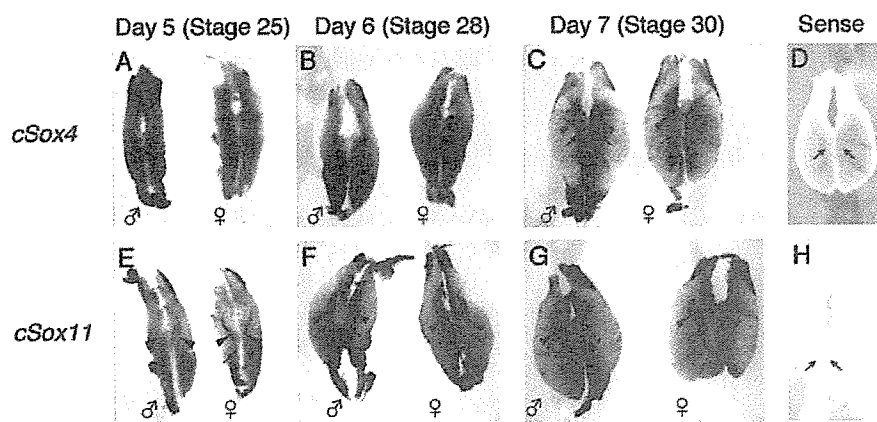 Day 5 (Stage 25) Day 6 (Stage 28) Day 7 (Stage 30) Sense
A B C D
cSox4
♂ ♀ ♂ ♀ ♂ ♀
E F G H
cSox11
♂ ♀ ♂ ♀ ♂ ♀